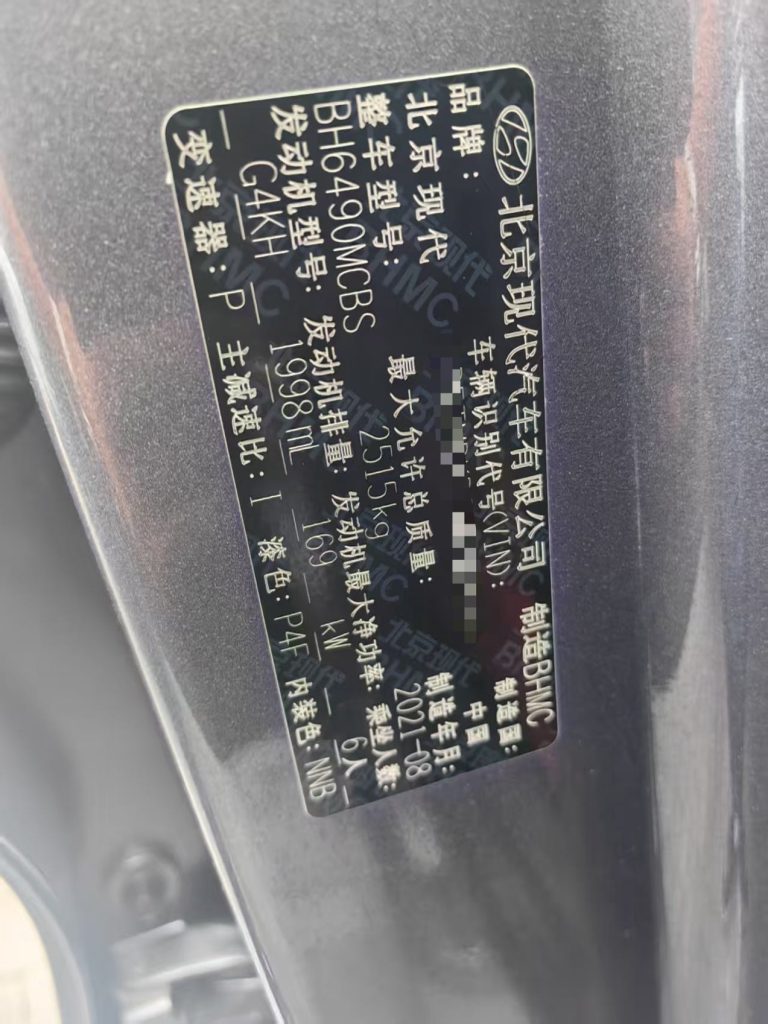 北京现代汽车有限公司 制造BHMC
品牌: 车辆识别代号(VIN): 制造国:
北京现代 中国
整车型号: 最大允许总质量: 制造年月:
BH6490MCBS 2515kg 2021-08
发动机型号: 发动机排量: 发动机最大净功率: 乘坐人数:
G4KH 1998mL 169 kW 6人
变速器: P 主减速比: I 漆色: P4F 内装色: NNB